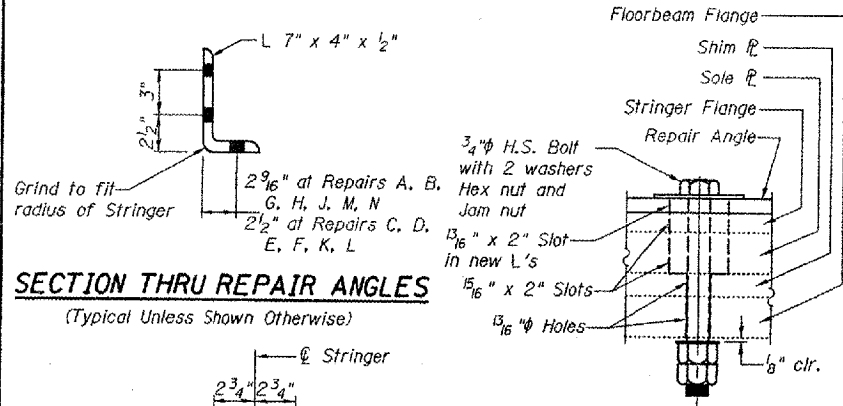 L 7" x 4" x 1/2"
3"
2 1/2"
Grind to fit
radius of Stringer
2 9/16" at Repairs A, B,
G, H, J, M, N
2 1/2" at Repairs C, D,
E, F, K, L
SECTION THRU REPAIR ANGLES
(Typical Unless Shown Otherwise)
℄ Stringer
2 3/4" 2 3/4"
Floorbeam Flange
Shim ℙL
Sole ℙL
Stringer Flange
Repair Angle
3/4"φ H.S. Bolt
with 2 washers
Hex nut and
Jam nut
13/16" x 2" Slot
in new L's
15/16" x 2" Slots
13/16"φ Holes
1/8" clr.